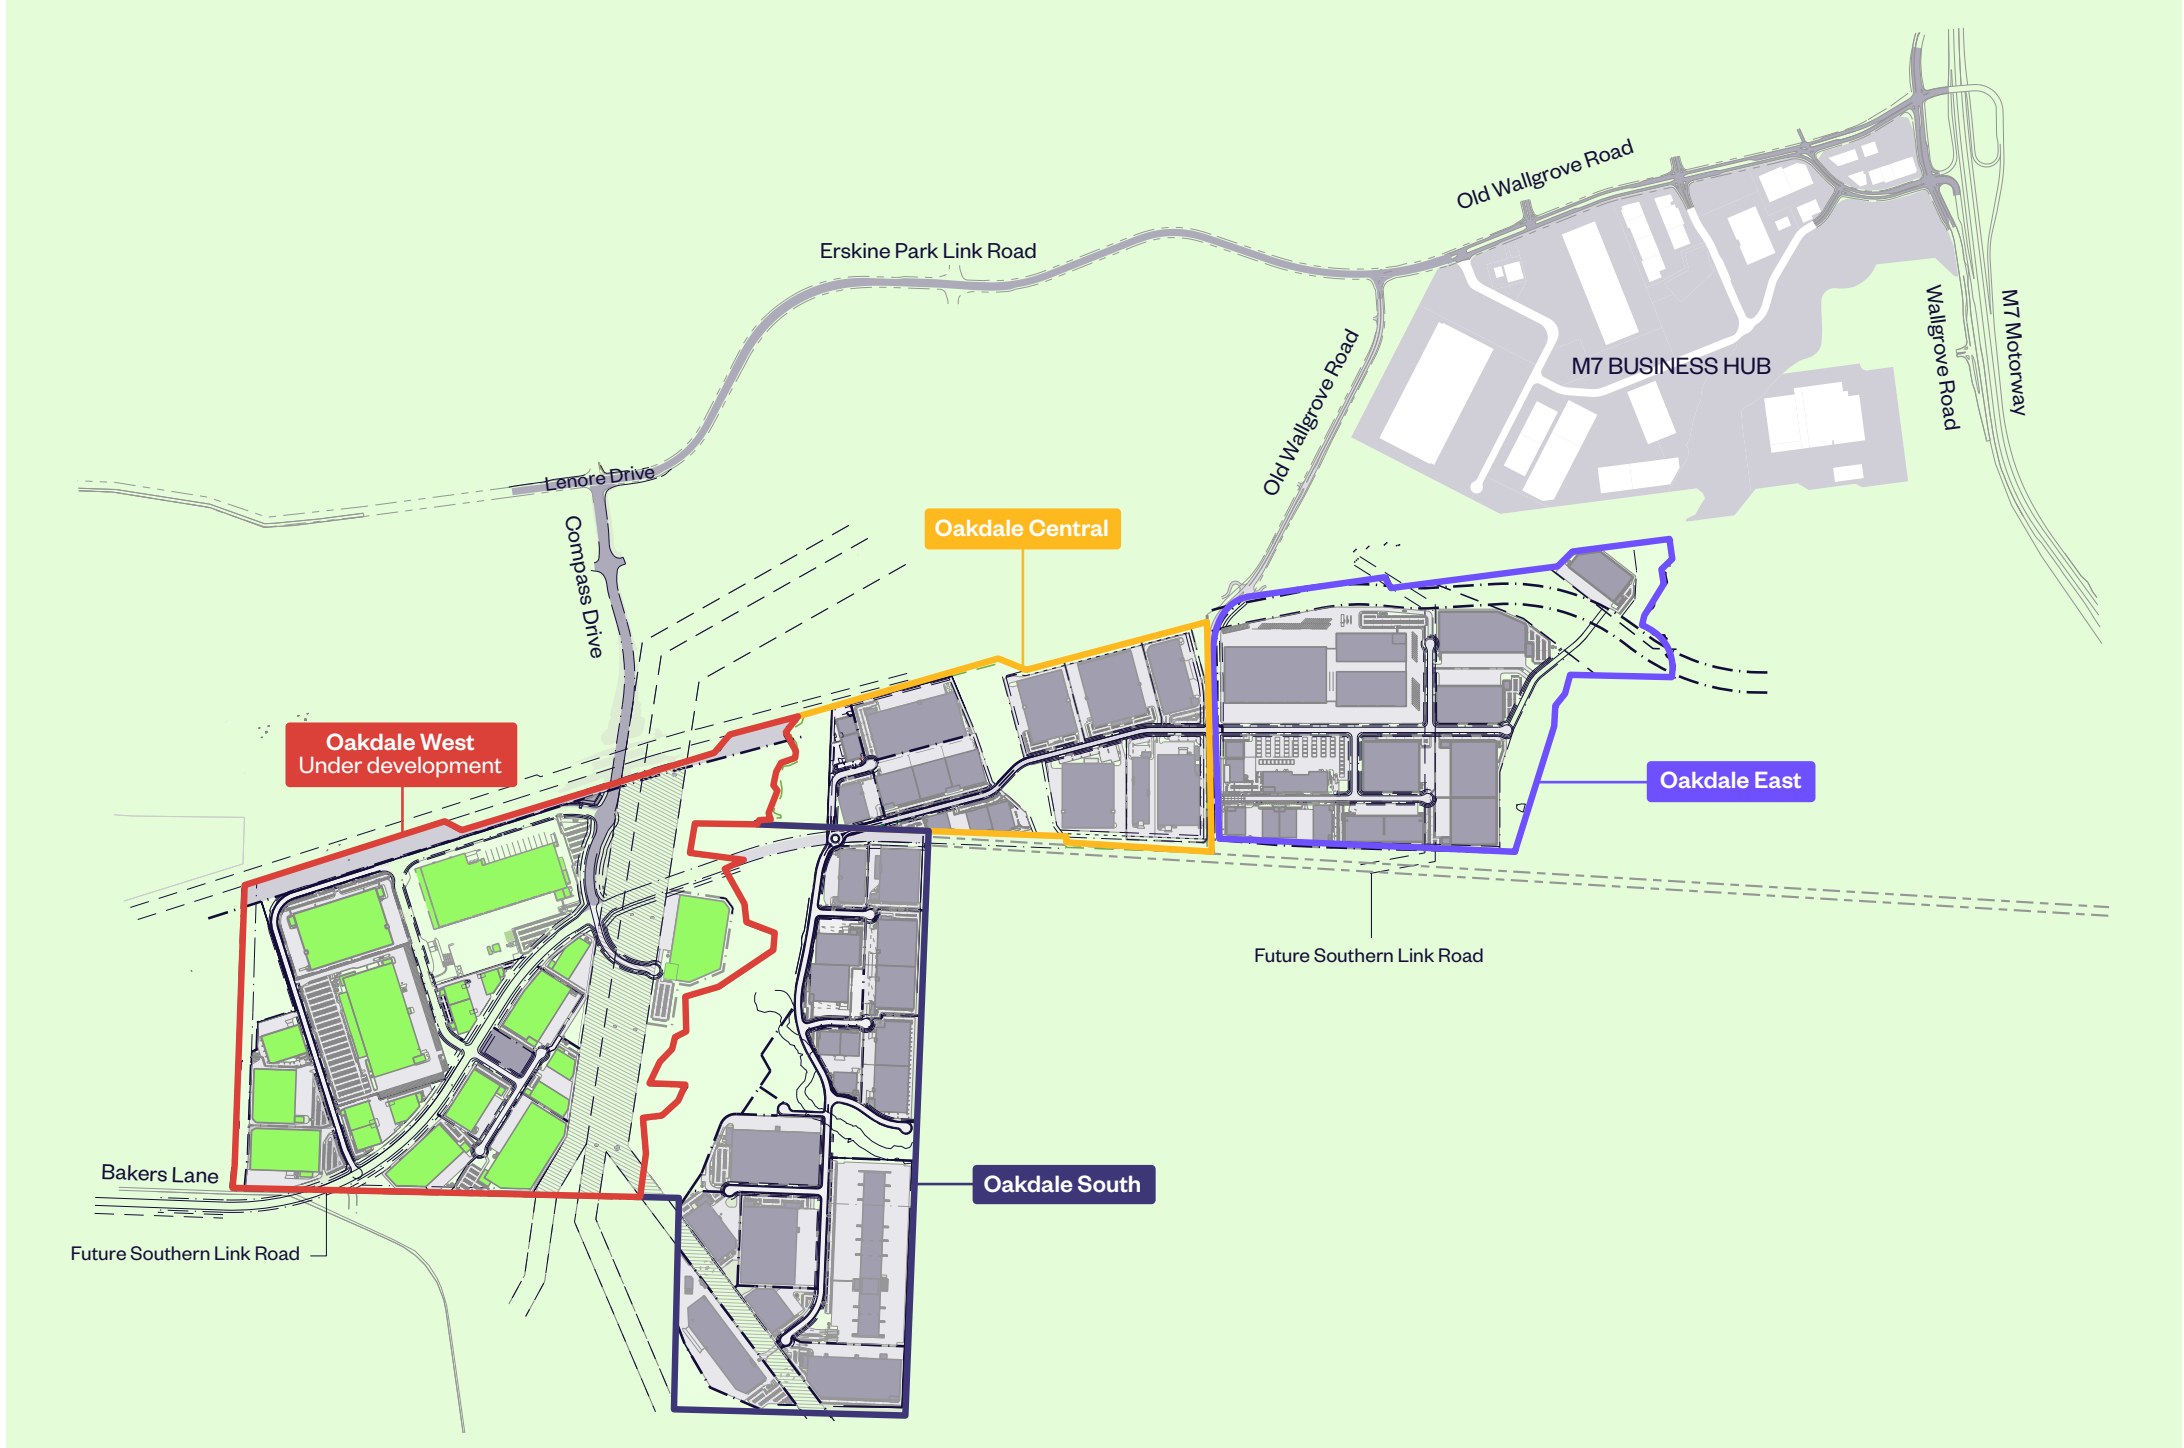 Old Wallgrove Road
Erskine Park Link Road
M7 Motorway
Wallgrove Road
Old Wallgrove Road
M7 BUSINESS HUB
Lenore Drive
Compass Drive
Oakdale Central
Oakdale West
Under development
Oakdale East
Future Southern Link Road
Bakers Lane
Oakdale South
Future Southern Link Road